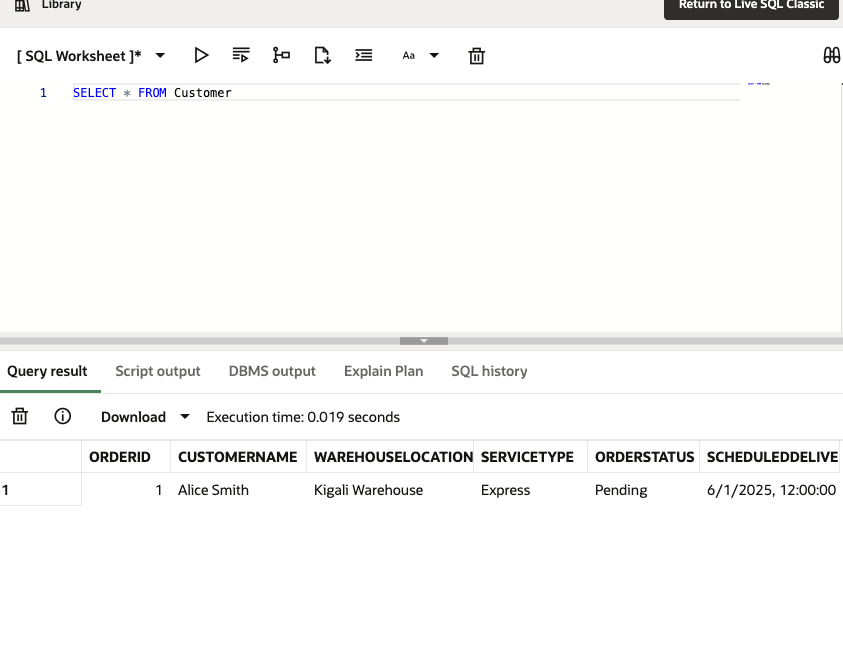 Library
Return to Live SQL Classic
[ SQL Worksheet ]*
Aa
1 SELECT * FROM Customer
Query result Script output DBMS output Explain Plan SQL history
Download Execution time: 0.019 seconds
ORDERID CUSTOMERNAME WAREHOUSELOCATION SERVICETYPE ORDERSTATUS SCHEDULEDDELIVE
1 1 Alice Smith Kigali Warehouse Express Pending 6/1/2025, 12:00:00